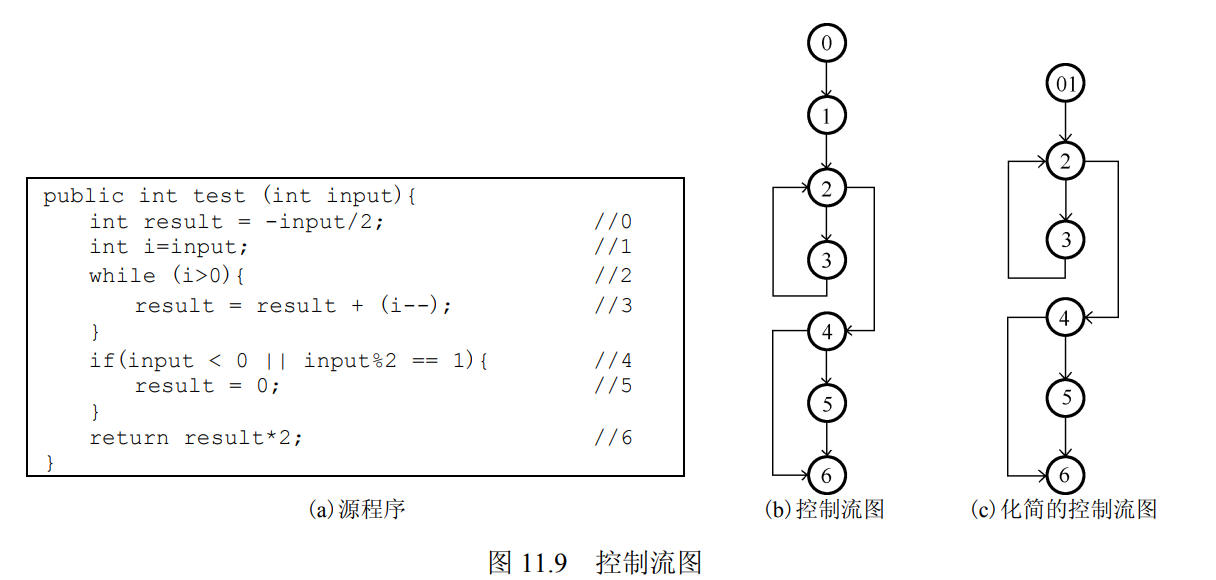 public int test (int input){
int result = -input/2; //0
int i=input; //1
while (i>0){ //2
result = result + (i--); //3
}
if(input < 0 || input%2 == 1){ //4
result = 0; //5
}
return result*2; //6
}
(a)源程序
0
1
2
3
4
5
6
(b)控制流图
01
2
3
4
5
6
(c)化简的控制流图
图 11.9 控制流图